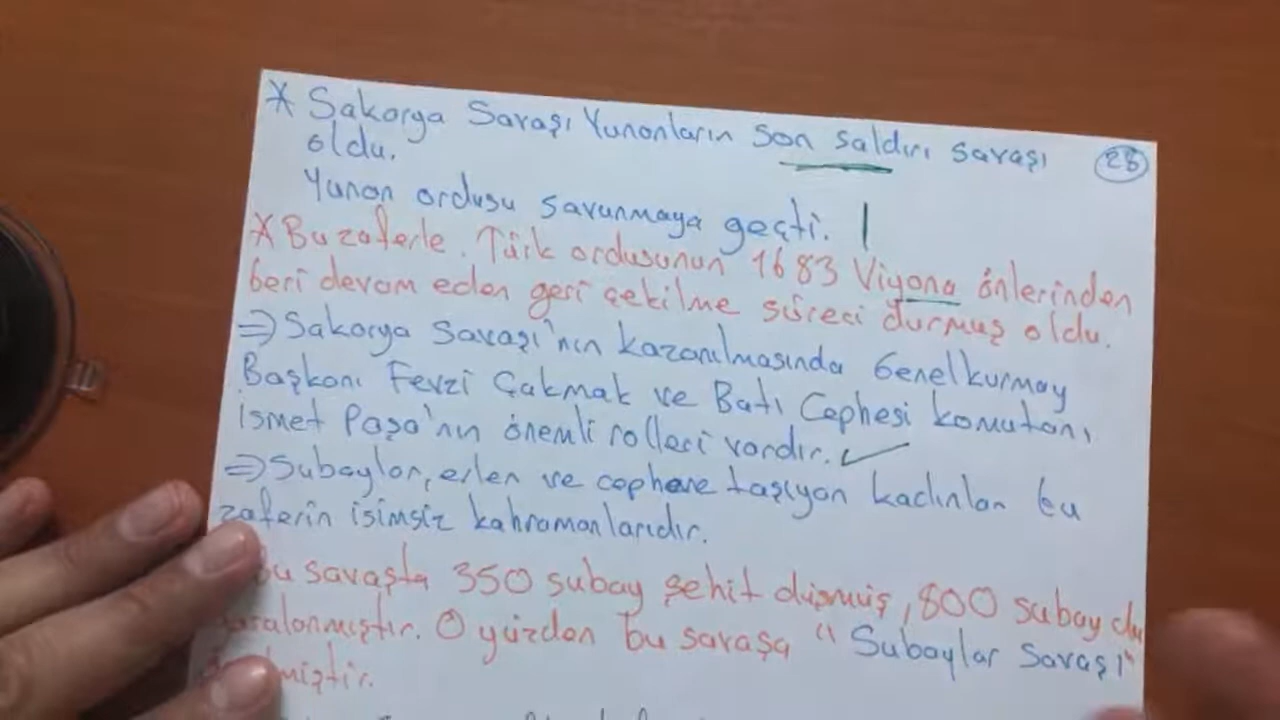 * Sakarya Savaşı Yunanların son saldırı savaşı
28
oldu.
Yunan ordusu savunmaya geçti.
* Bu zaferle. Türk ordusunun 1683 Viyana önlerinden
beri devam eden geri çekilme süreci durmuş oldu.
⇒ Sakarya Savaşı'nın kazanılmasında Genelkurmay
Başkanı Fevzi Çakmak ve Batı Cephesi komutanı
İsmet Paşa'nın önemli rolleri vardır. ✓
⇒ Subaylar, erler ve cephane taşıyan kadınlar bu
zaferin isimsiz kahramanlarıdır.
Bu savaşta 350 subay şehit düşmüş, 800 subay da
yaralanmıştır. O yüzden bu savaşa "Subaylar Savaşı"